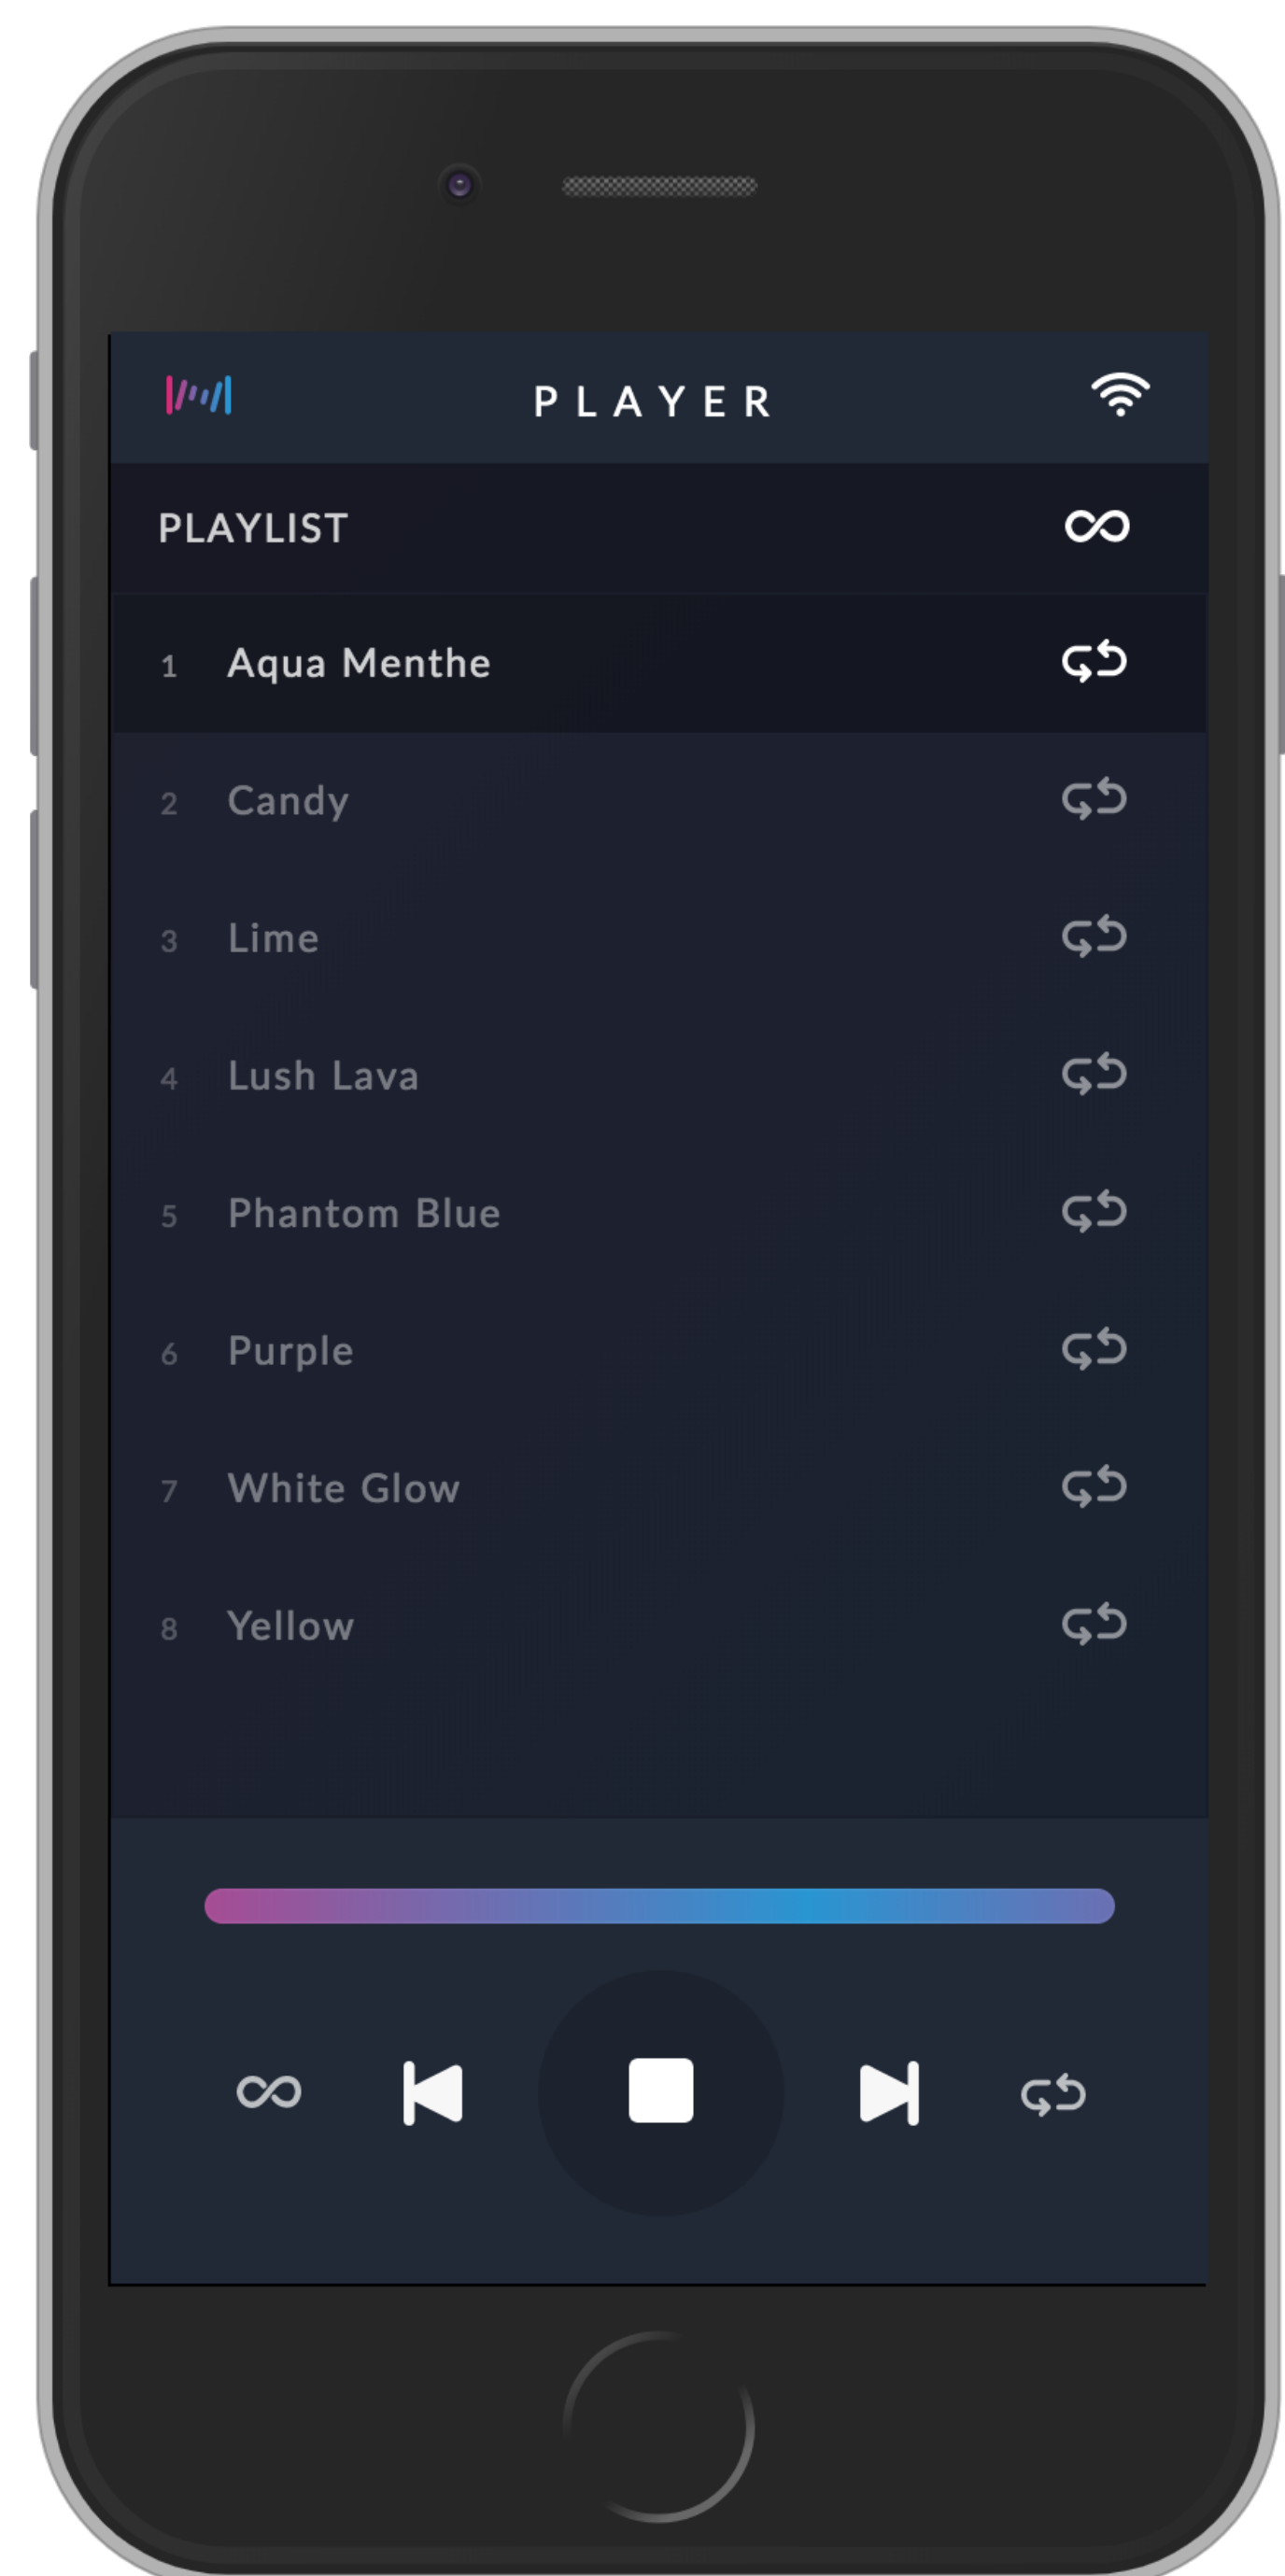 PLAYER
PLAYLIST
1 Aqua Menthe
2 Candy
3 Lime
4 Lush Lava
5 Phantom Blue
6 Purple
7 White Glow
8 Yellow